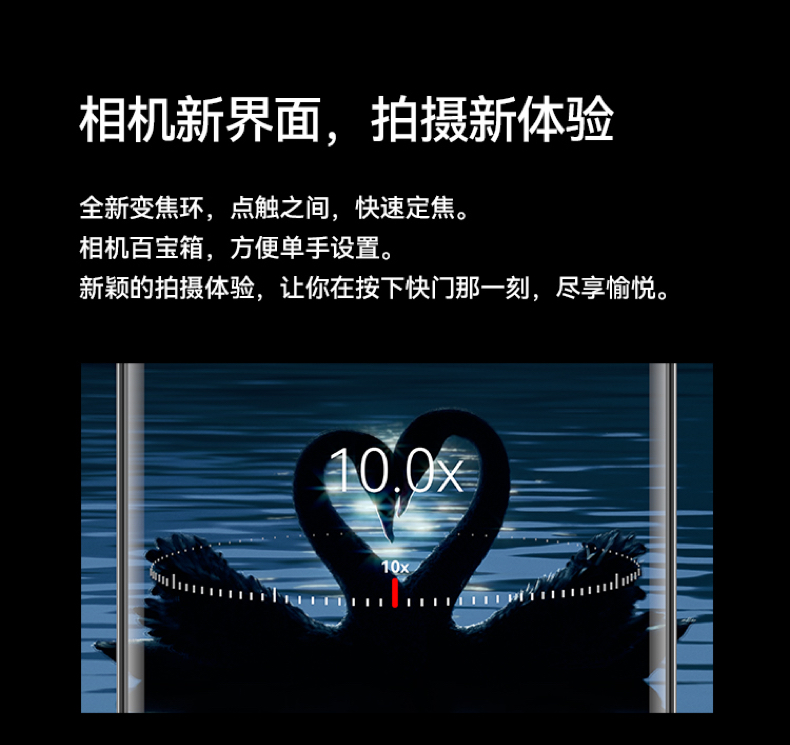 相机新界面，拍摄新体验
全新变焦环，点触之间，快速定焦。
相机百宝箱，方便单手设置。
新颖的拍摄体验，让你在按下快门那一刻，尽享愉悦。
10.0x
10x